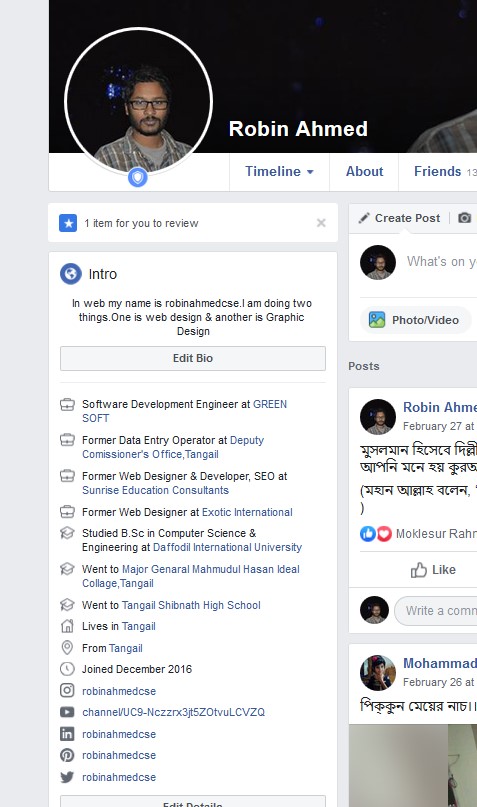 Robin Ahmed
Timeline
About
Friends 13
1 item for you to review
Intro
In web my name is robinahmedcse.I am doing two
things.One is web design & another is Graphic
Design
Edit Bio
Software Development Engineer at GREEN
SOFT
Former Data Entry Operator at Deputy
Comissioner's Office,Tangail
Former Web Designer & Developer, SEO at
Sunrise Education Consultants
Former Web Designer at Exotic International
Studied B.Sc in Computer Science &
Engineering at Daffodil International University
Went to Major Genaral Mahmudul Hasan Ideal
Collage,Tangail
Went to Tangail Shibnath High School
Lives in Tangail
From Tangail
Joined December 2016
robinahmedcse
channel/UC9-Nczzrx3jt5ZOtvuLCVZQ
robinahmedcse
robinahmedcse
robinahmedcse
Edit Details
Create Post
What's on y
Photo/Video
Posts
Robin Ahme
February 27 at
মুসলমান হিসেবে দিল্লী
আপনি মনে হয় কুরআ
(মহান আল্লাহ বলেন, "
)
Moklesur Rahn
Like
Write a comn
Mohammad
February 26 at
পিক্কুন মেয়ের নাচ।।